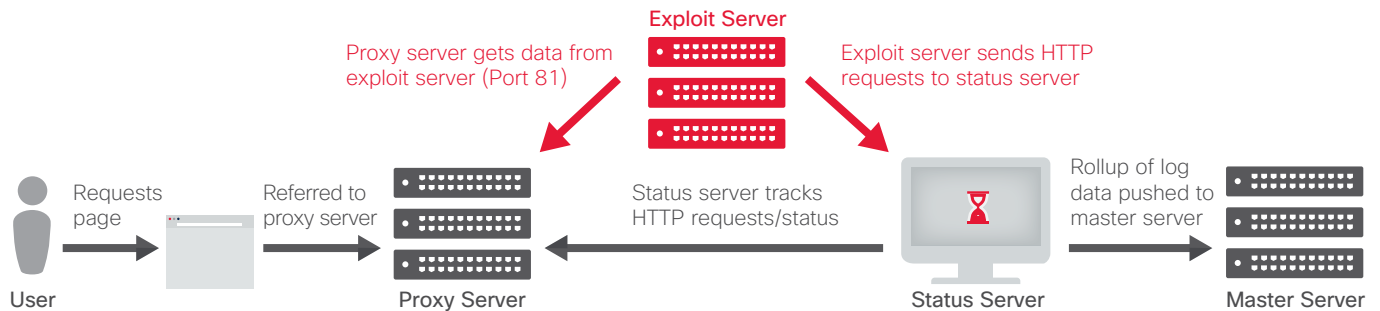 Exploit Server
Proxy server gets data from
exploit server (Port 81)
Exploit server sends HTTP
requests to status server
Requests
page
Referred to
proxy server
Status server tracks
HTTP requests/status
Rollup of log
data pushed to
master server
User
Proxy Server
Status Server
Master Server